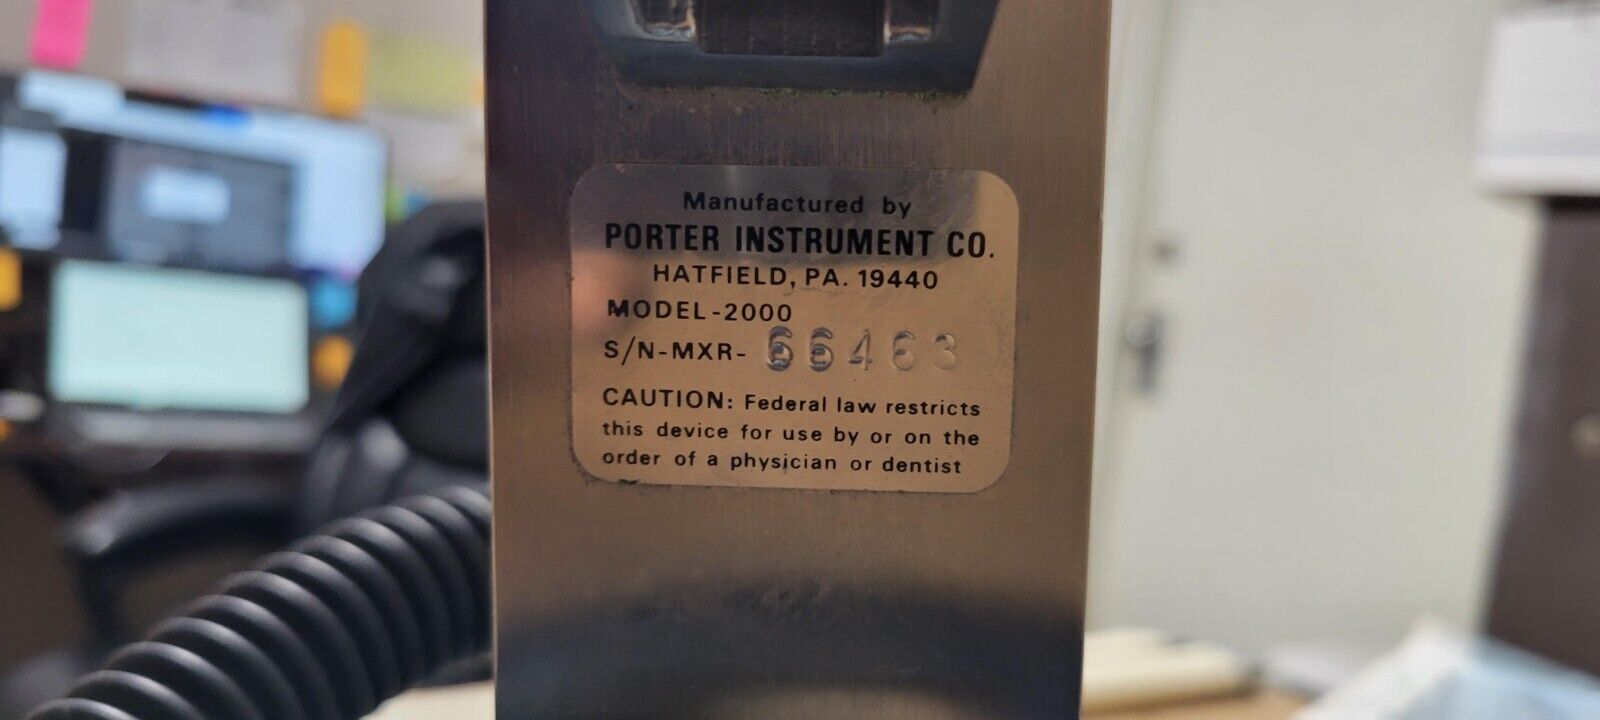 Manufactured by
PORTER INSTRUMENT CO.
HATFIELD, PA. 19440
MODEL-2000
S/N-MXR- 66463
CAUTION: Federal law restricts
this device for use by or on the
order of a physician or dentist